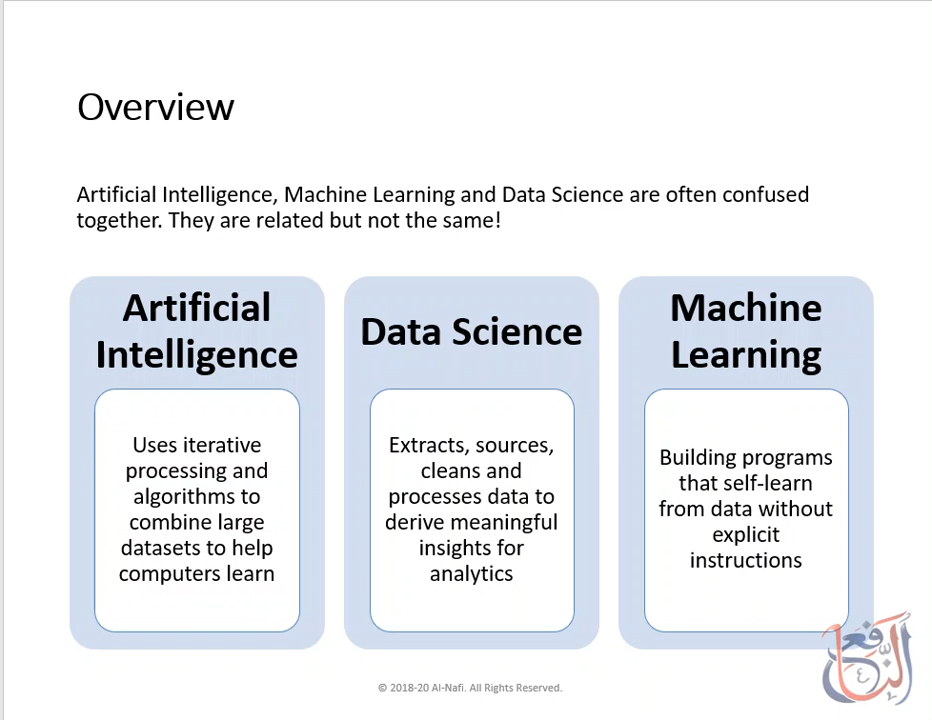 Overview
Artificial Intelligence, Machine Learning and Data Science are often confused
together. They are related but not the same!
Artificial
Intelligence
Uses iterative
processing and
algorithms to
combine large
datasets to help
computers learn
Data Science
Extracts, sources,
cleans and
processes data to
derive meaningful
insights for
analytics
Machine
Learning
Building programs
that self-learn
from data without
explicit
instructions
© 2018-20 Al-Nafi. All Rights Reserved.